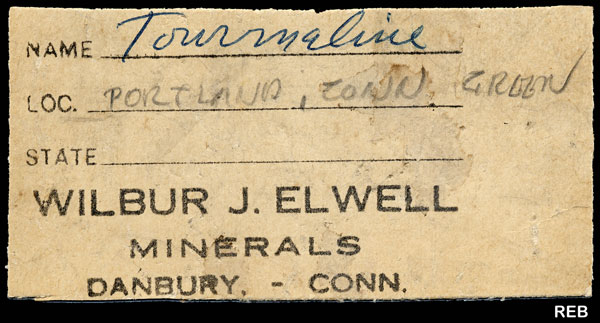 NAME Tourmaline
LOC. PORTLAND, CONN. GREEN
STATE
WILBUR J. ELWELL
MINERALS
DANBURY, - CONN.
REB